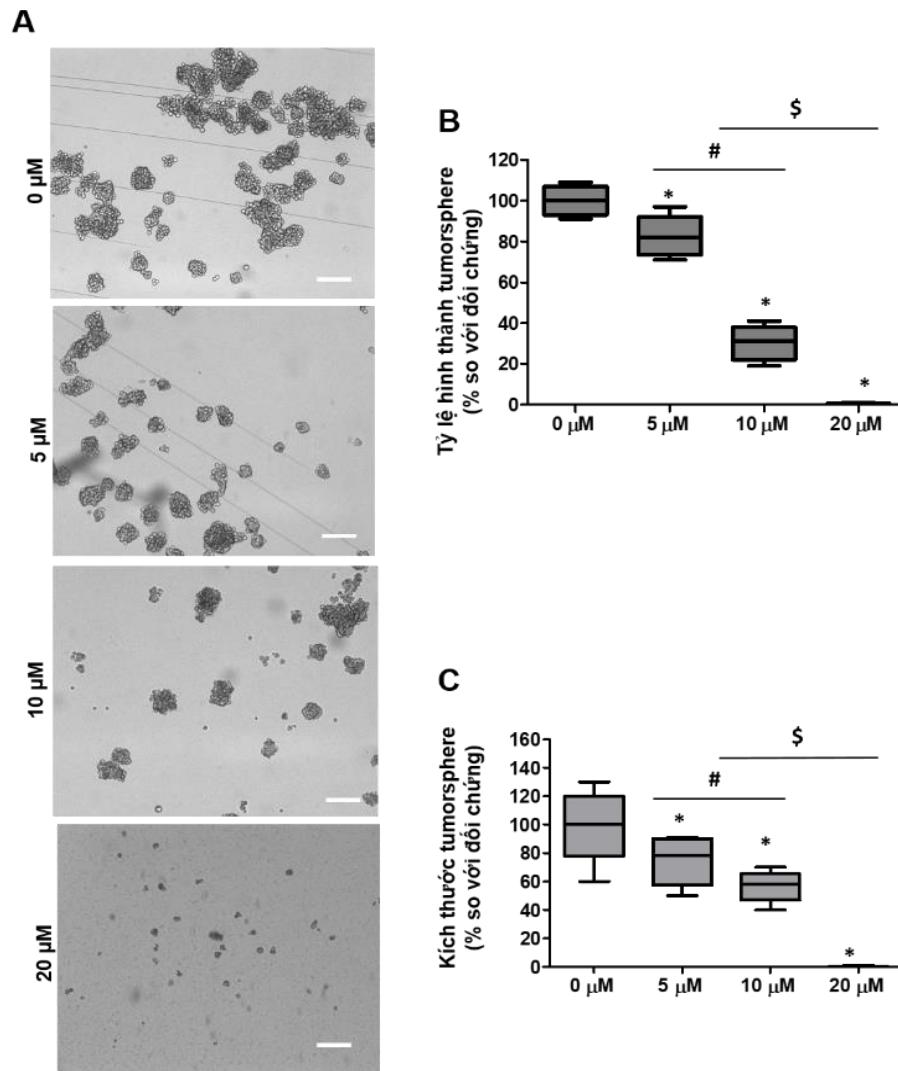 A
0 µM
5 µM
10 µM
20 µM
B
$
#
*
*
*
Tỷ lệ hình thành tumorsphere
(% so với đối chứng)
120
100
80
60
40
20
0
0 µM 5 µM 10 µM 20 µM
C
$
#
*
*
*
Kích thước tumorsphere
(% so với đối chứng)
160
140
120
100
80
60
40
20
0
0 µM 5 µM 10 µM 20 µM